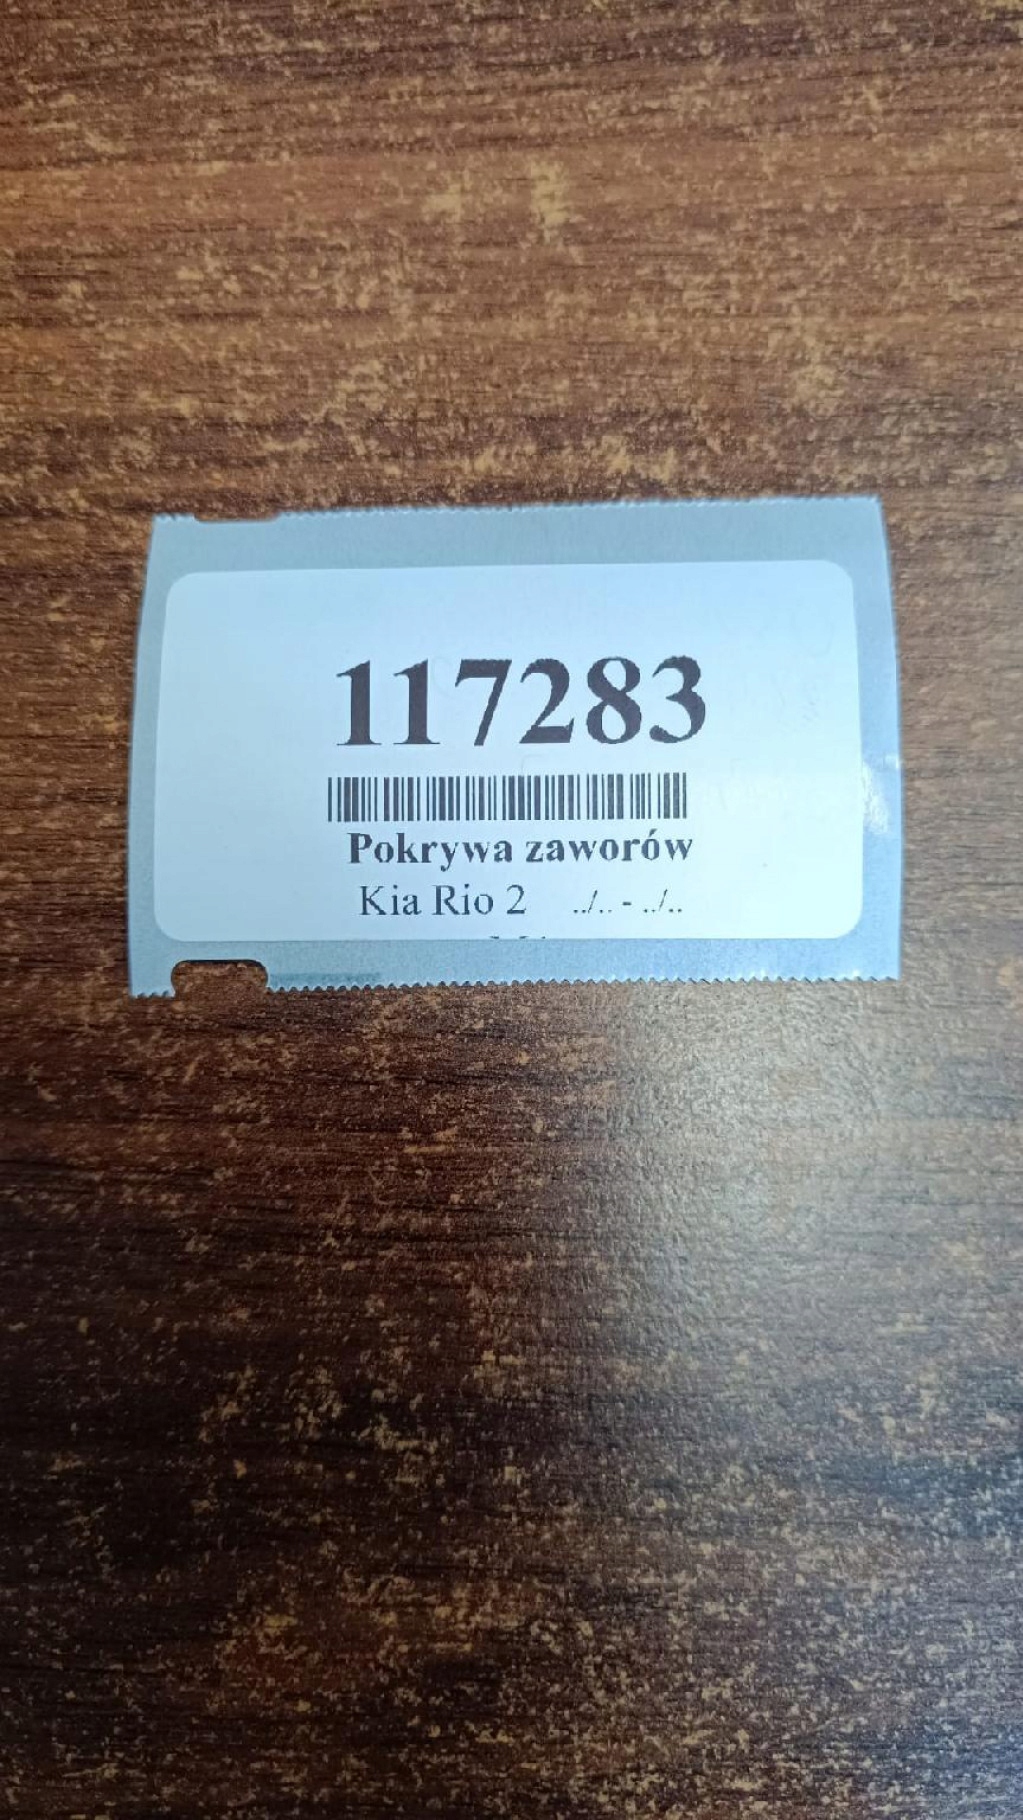 117283
Pokrywa zaworów
Kia Rio 2 ../.. - ../..